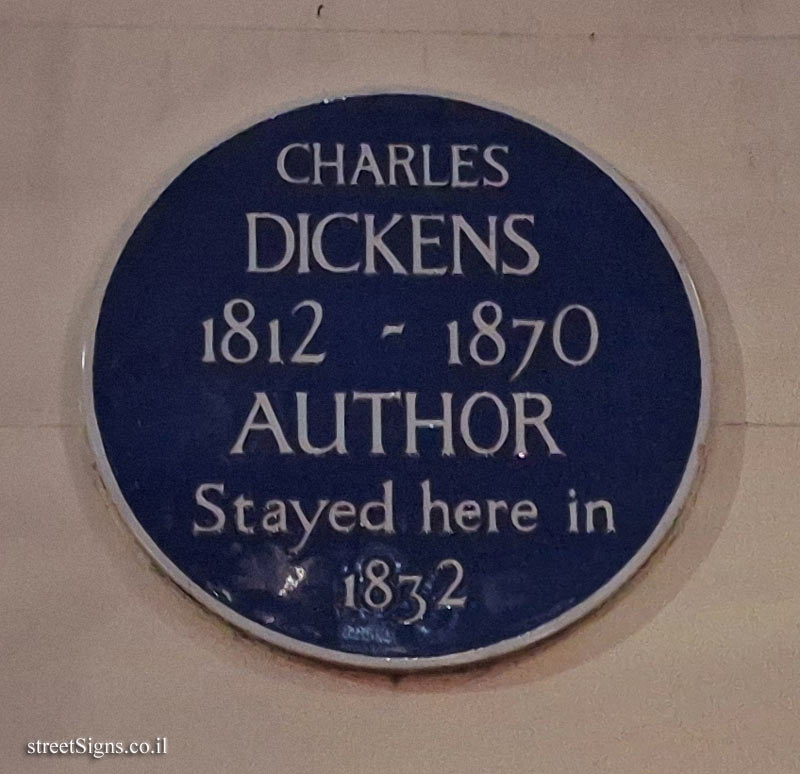 CHARLES
DICKENS
1812 - 1870
AUTHOR
Stayed here in
1832
streetSigns.co.il